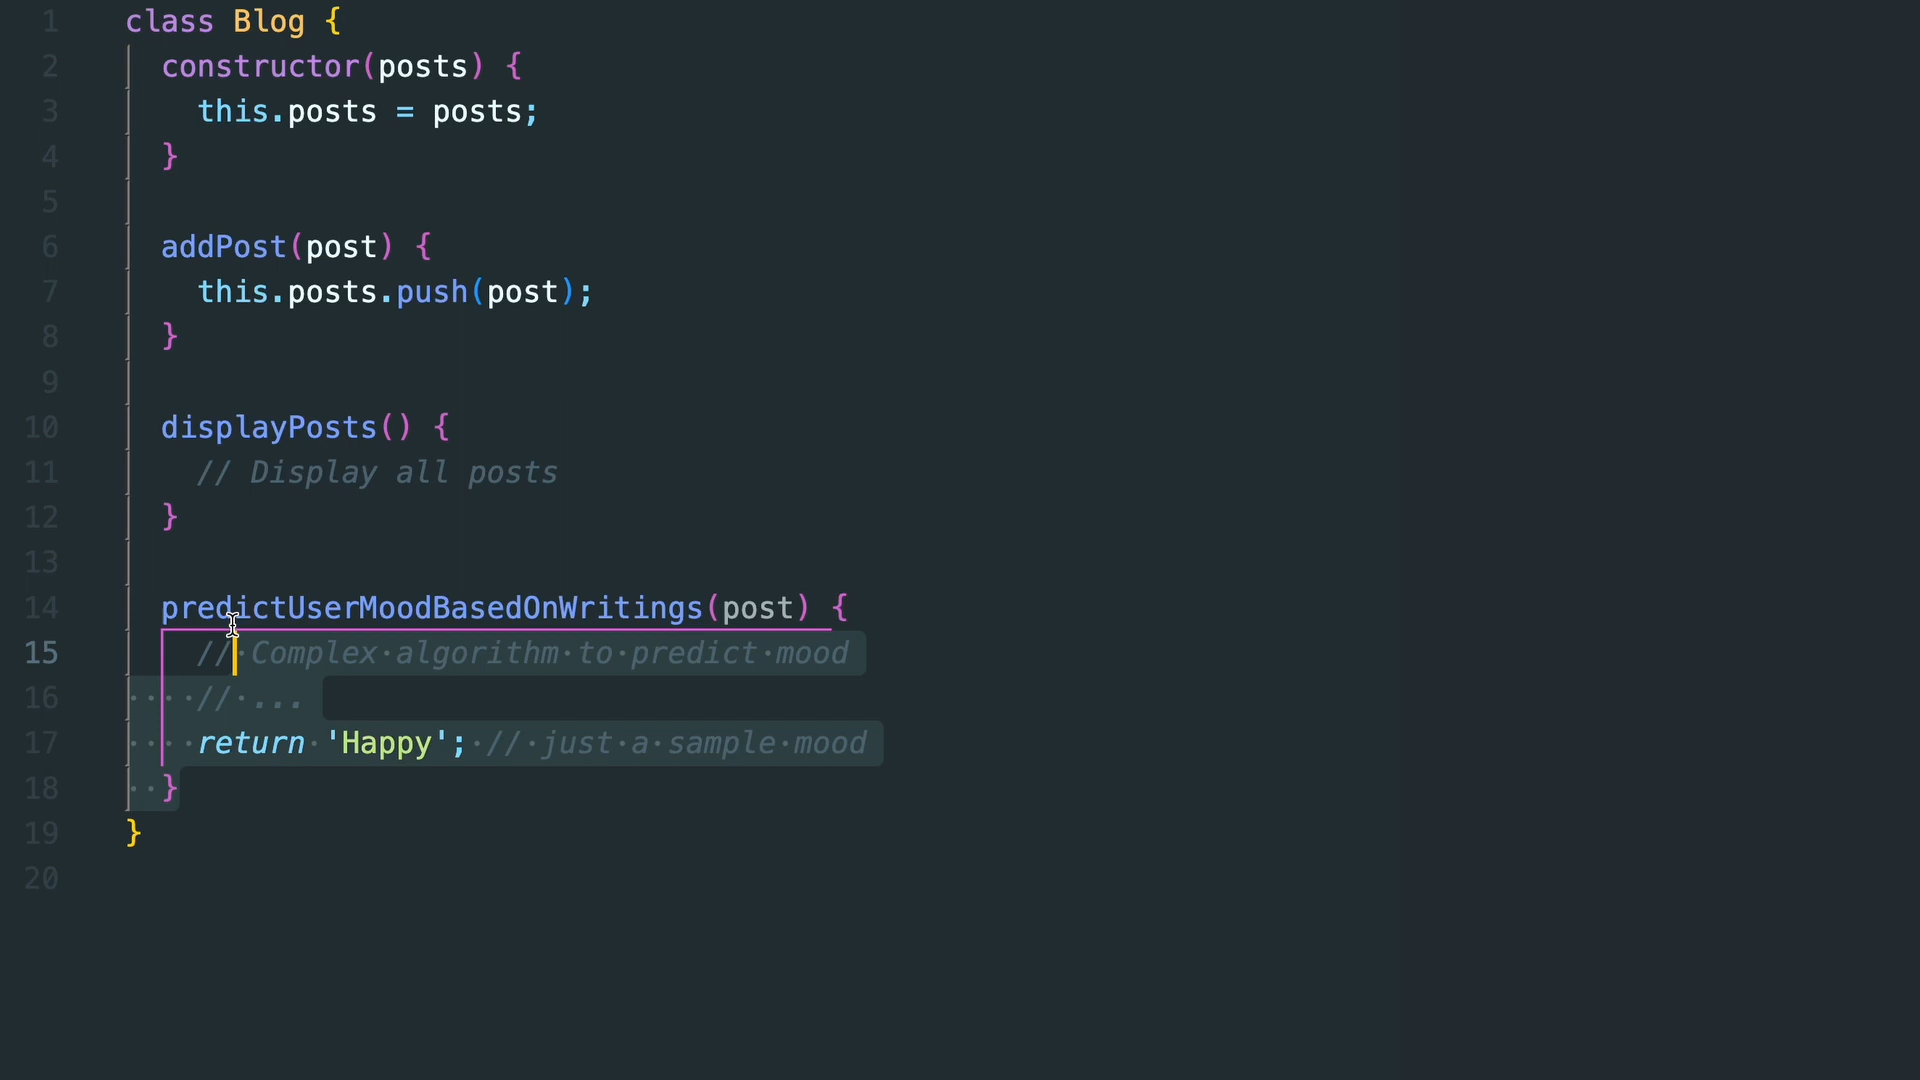 1 class Blog {
2 constructor(posts) {
3 this.posts = posts;
4 }
5
6 addPost(post) {
7 this.posts.push(post);
8 }
9
10 displayPosts() {
11 // Display all posts
12 }
13
14 predictUserMoodBasedOnWritings(post) {
15 // Complex algorithm to predict mood
16 // ...
17 return 'Happy'; // just a sample mood
18 }
19 }
20